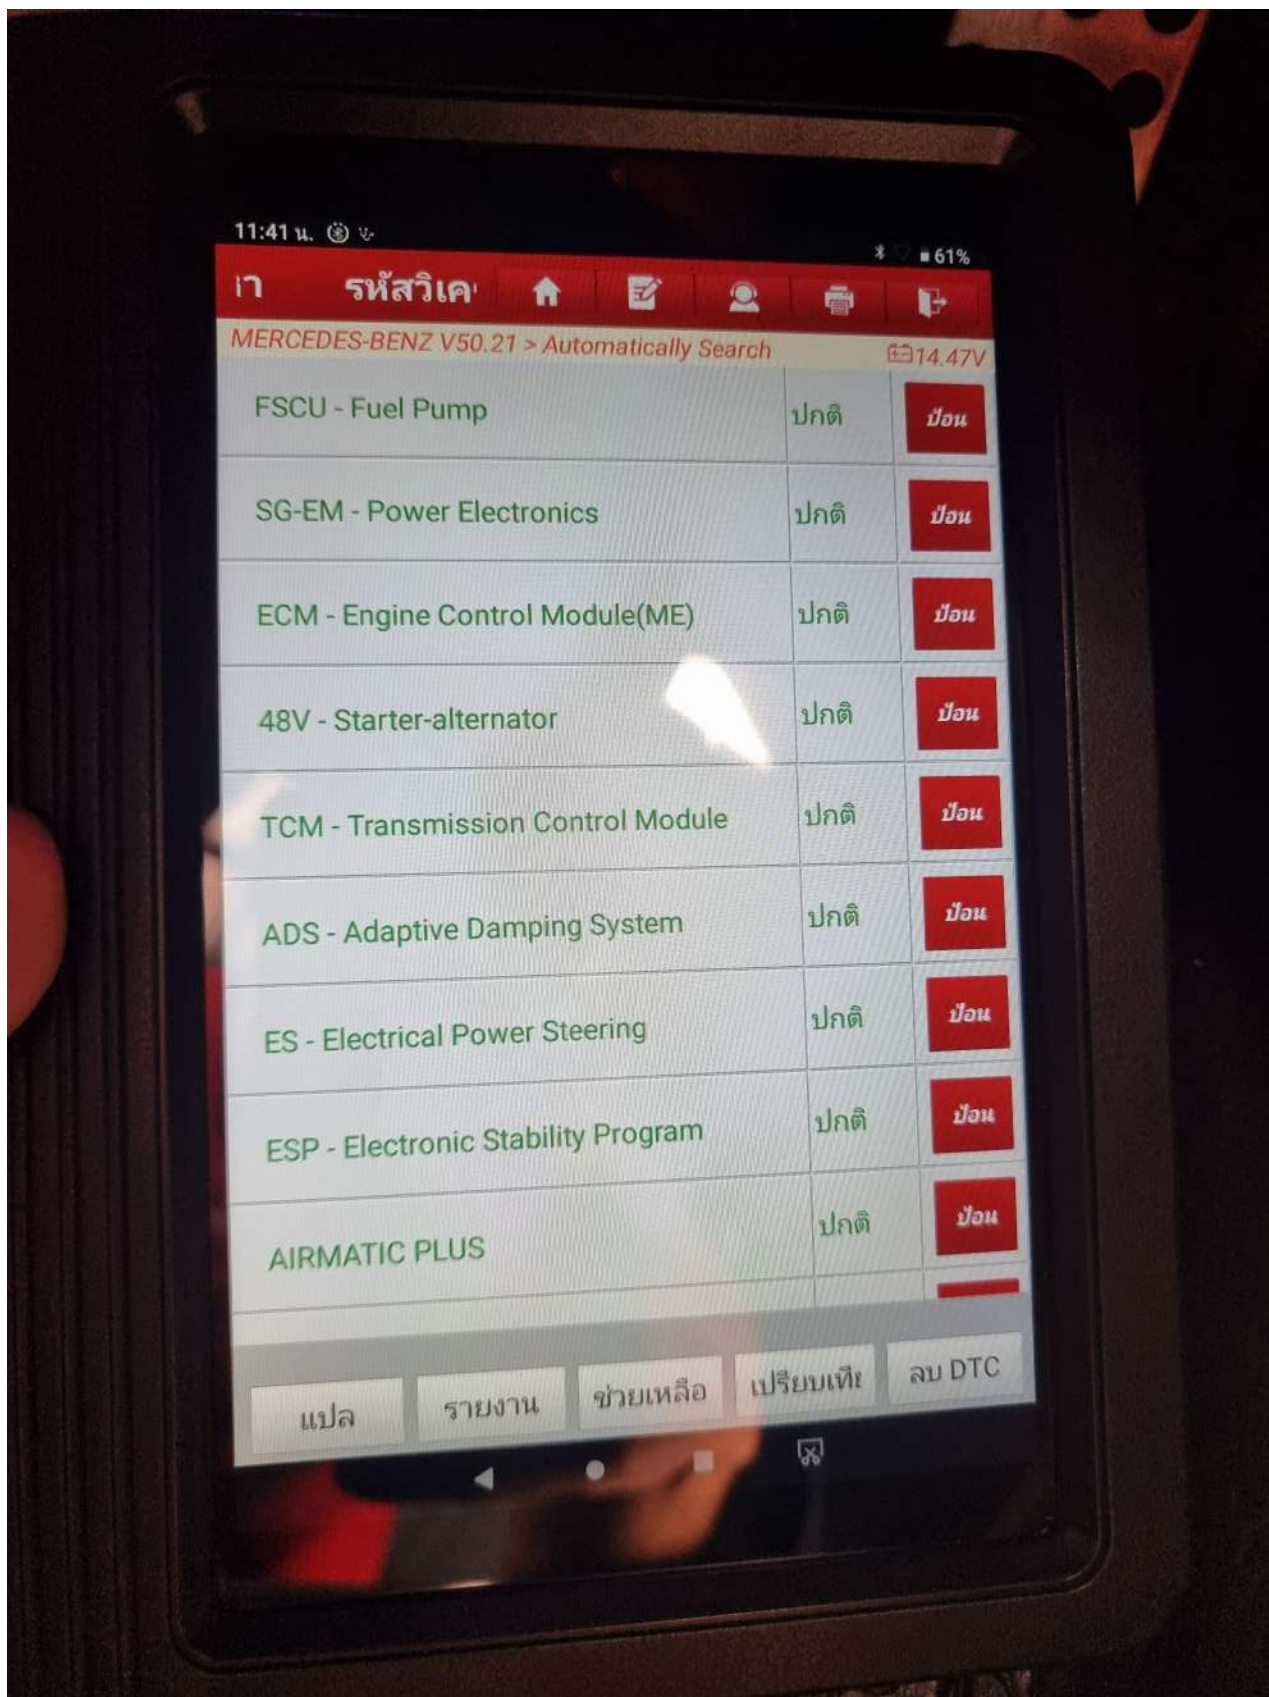 11:41 น.
61%
รหัสวิเค
MERCEDES-BENZ V50.21 > Automatically Search 14.47V
FSCU - Fuel Pump ปกติ ป้อน
SG-EM - Power Electronics ปกติ ป้อน
ECM - Engine Control Module(ME) ปกติ ป้อน
48V - Starter-alternator ปกติ ป้อน
TCM - Transmission Control Module ปกติ ป้อน
ADS - Adaptive Damping System ปกติ ป้อน
ES - Electrical Power Steering ปกติ ป้อน
ESP - Electronic Stability Program ปกติ ป้อน
AIRMATIC PLUS ปกติ ป้อน
แปล รายงาน ช่วยเหลือ เปรียบเที ลบ DTC